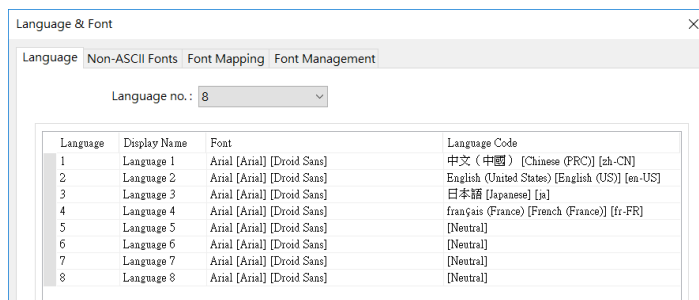 Language & Font
Language Non-ASCII Fonts Font Mapping Font Management
Language no.: 8
Language Display Name Font Language Code
1 Language 1 Arial [Arial] [Droid Sans] 中文（中國） [Chinese (PRC)] [zh-CN]
2 Language 2 Arial [Arial] [Droid Sans] English (United States) [English (US)] [en-US]
3 Language 3 Arial [Arial] [Droid Sans] 日本語 [Japanese] [ja]
4 Language 4 Arial [Arial] [Droid Sans] français (France) [French (France)] [fr-FR]
5 Language 5 Arial [Arial] [Droid Sans] [Neutral]
6 Language 6 Arial [Arial] [Droid Sans] [Neutral]
7 Language 7 Arial [Arial] [Droid Sans] [Neutral]
8 Language 8 Arial [Arial] [Droid Sans] [Neutral]